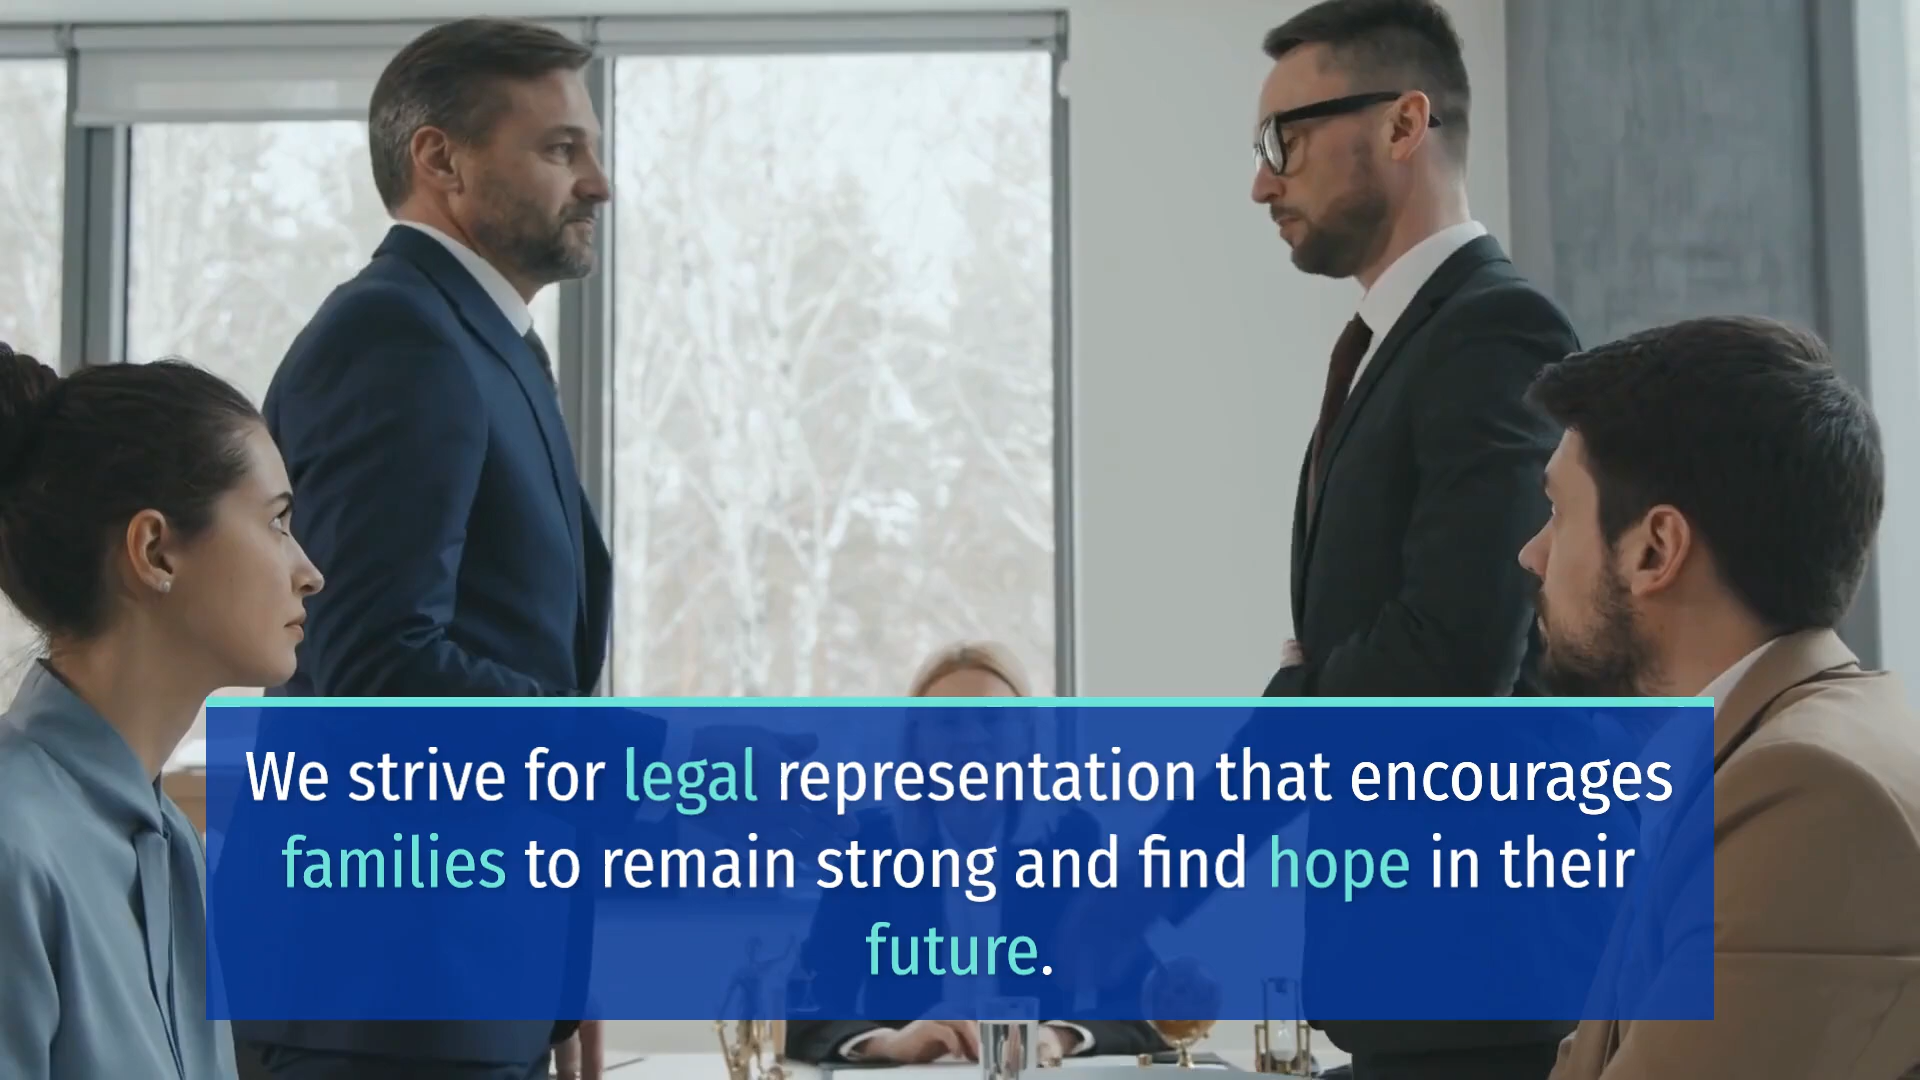 We strive for legal representation that encourages
families to remain strong and find hope in their
future.